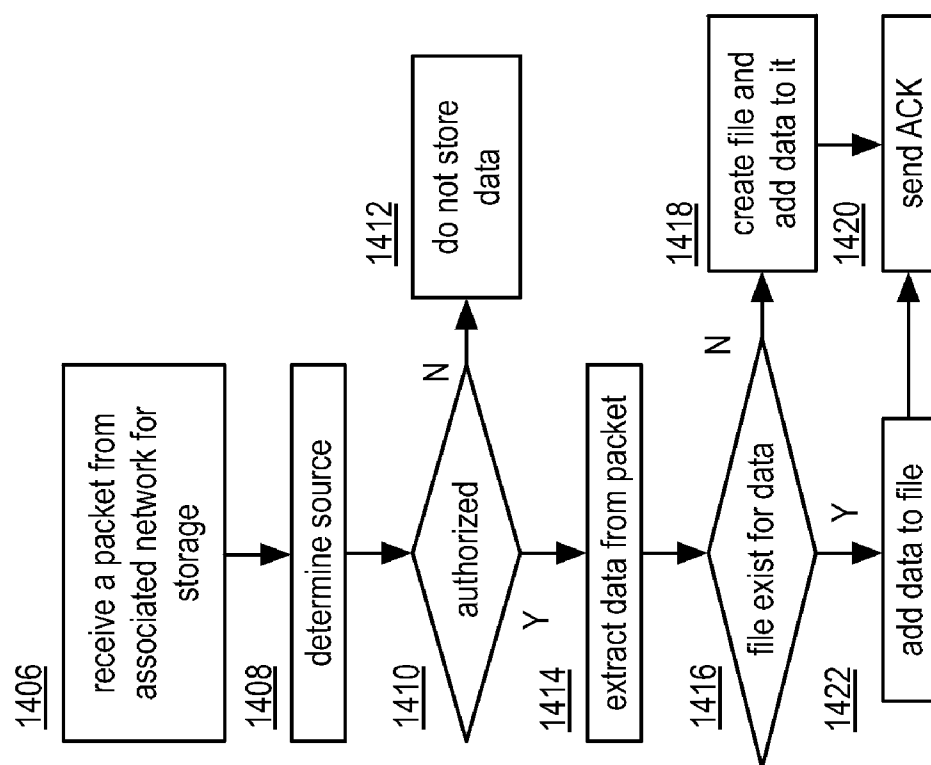 1406
receive a packet from
associated network for
storage
1408
determine source
1410
authorized
N
1412
do not store
data
Y
1414
extract data from packet
1416
file exist for data
N
1418
create file and
add data to it
Y
1422
add data to file
1420
send ACK